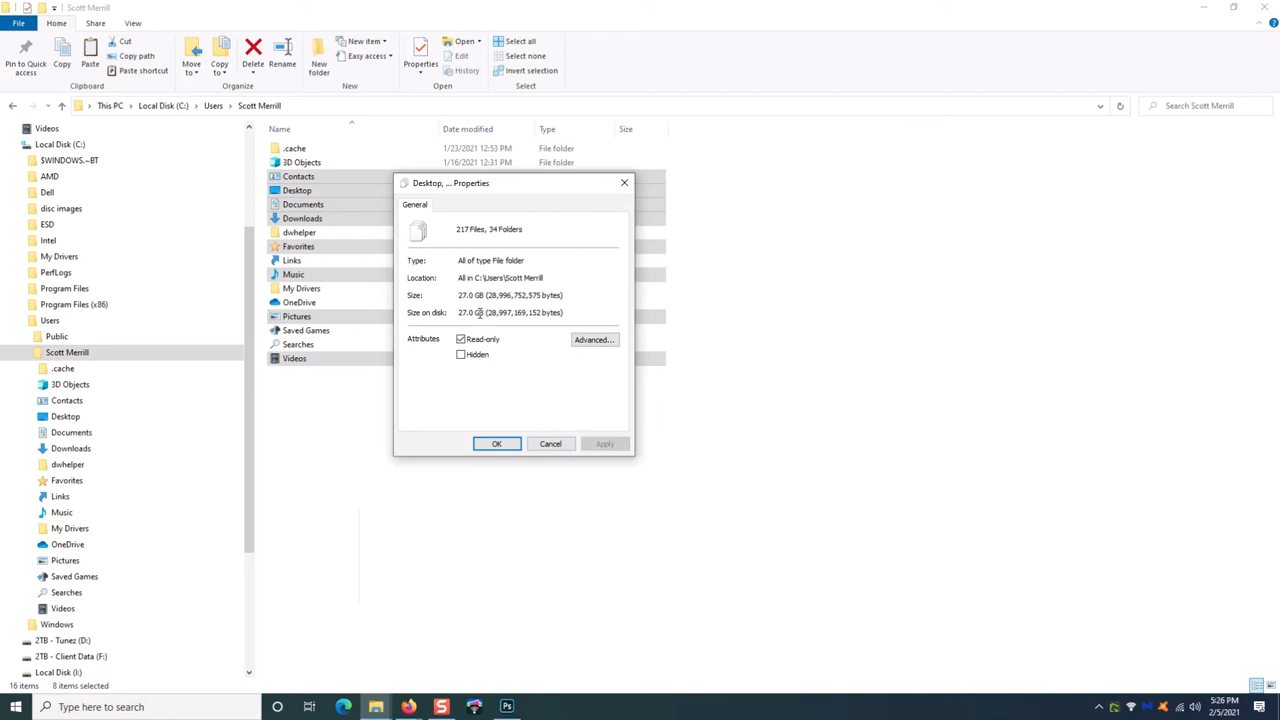 Scott Merrill
File Home Share View
Pin to Quick access
Copy
Paste
Cut
Copy path
Paste shortcut
Clipboard
Move to
Copy to
Delete
Rename
Organize
New folder
New item
Easy access
New
Properties
Open
Edit
History
Open
Select all
Select none
Invert selection
Select
This PC Local Disk (C:) Users Scott Merrill
Search Scott Merrill
Videos
Local Disk (C:)
$WINDOWS.~BT
AMD
Dell
disc images
ESD
Intel
My Drivers
PerfLogs
Program Files
Program Files (x86)
Users
Public
Scott Merrill
.cache
3D Objects
Contacts
Desktop
Documents
Downloads
dwhelper
Favorites
Links
Music
My Drivers
OneDrive
Pictures
Saved Games
Searches
Videos
Windows
2TB - Tunez (D:)
2TB - Client Data (F:)
Local Disk (I:)
Name Date modified Type Size
.cache 1/23/2021 12:53 PM File folder
3D Objects 1/16/2021 12:31 PM File folder
Contacts
Desktop
Documents
Downloads
dwhelper
Favorites
Links
Music
My Drivers
OneDrive
Pictures
Saved Games
Searches
Videos
Desktop, ... Properties
General
217 Files, 34 Folders
Type: All of type File folder
Location: All in C:\Users\Scott Merrill
Size: 27.0 GB (28,996,752,575 bytes)
Size on disk: 27.0 GB (28,997,169,152 bytes)
Attributes Read-only Advanced...
Hidden
OK Cancel Apply
16 items 8 items selected
Type here to search
S
Ps
5:26 PM
2/5/2021